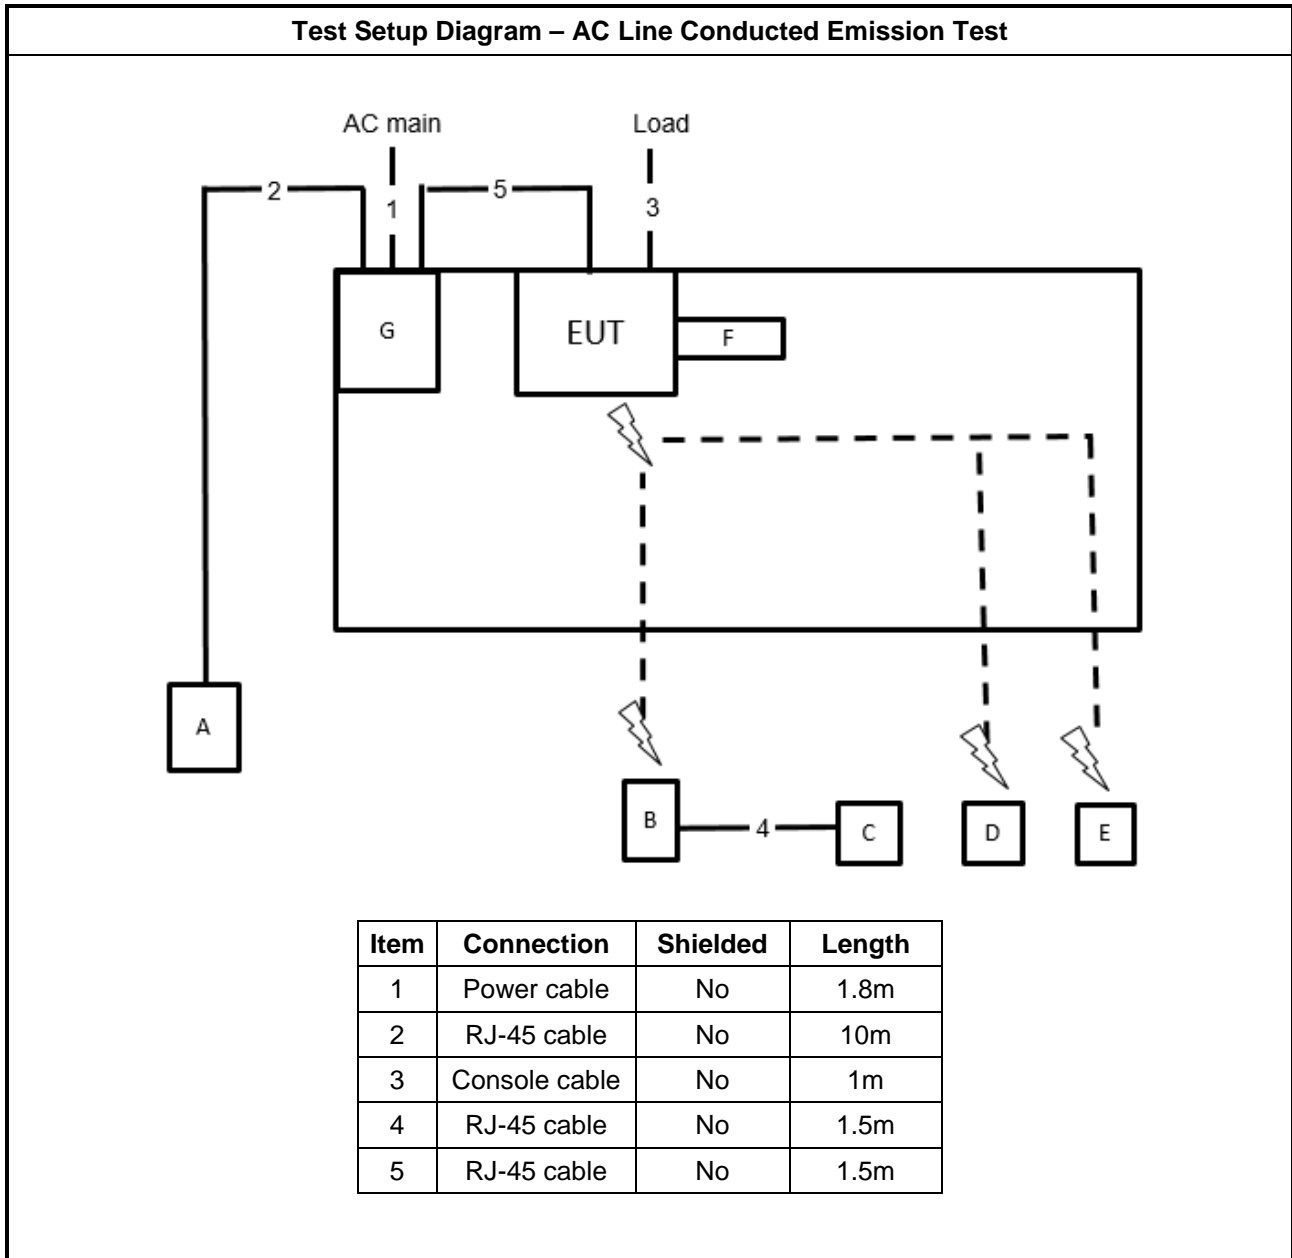 Test Setup Diagram – AC Line Conducted Emission Test
AC main
Load
2
1
5
3
G
EUT
F
A
B
4
C
D
E
Item Connection Shielded Length
1 Power cable No 1.8m
2 RJ-45 cable No 10m
3 Console cable No 1m
4 RJ-45 cable No 1.5m
5 RJ-45 cable No 1.5m